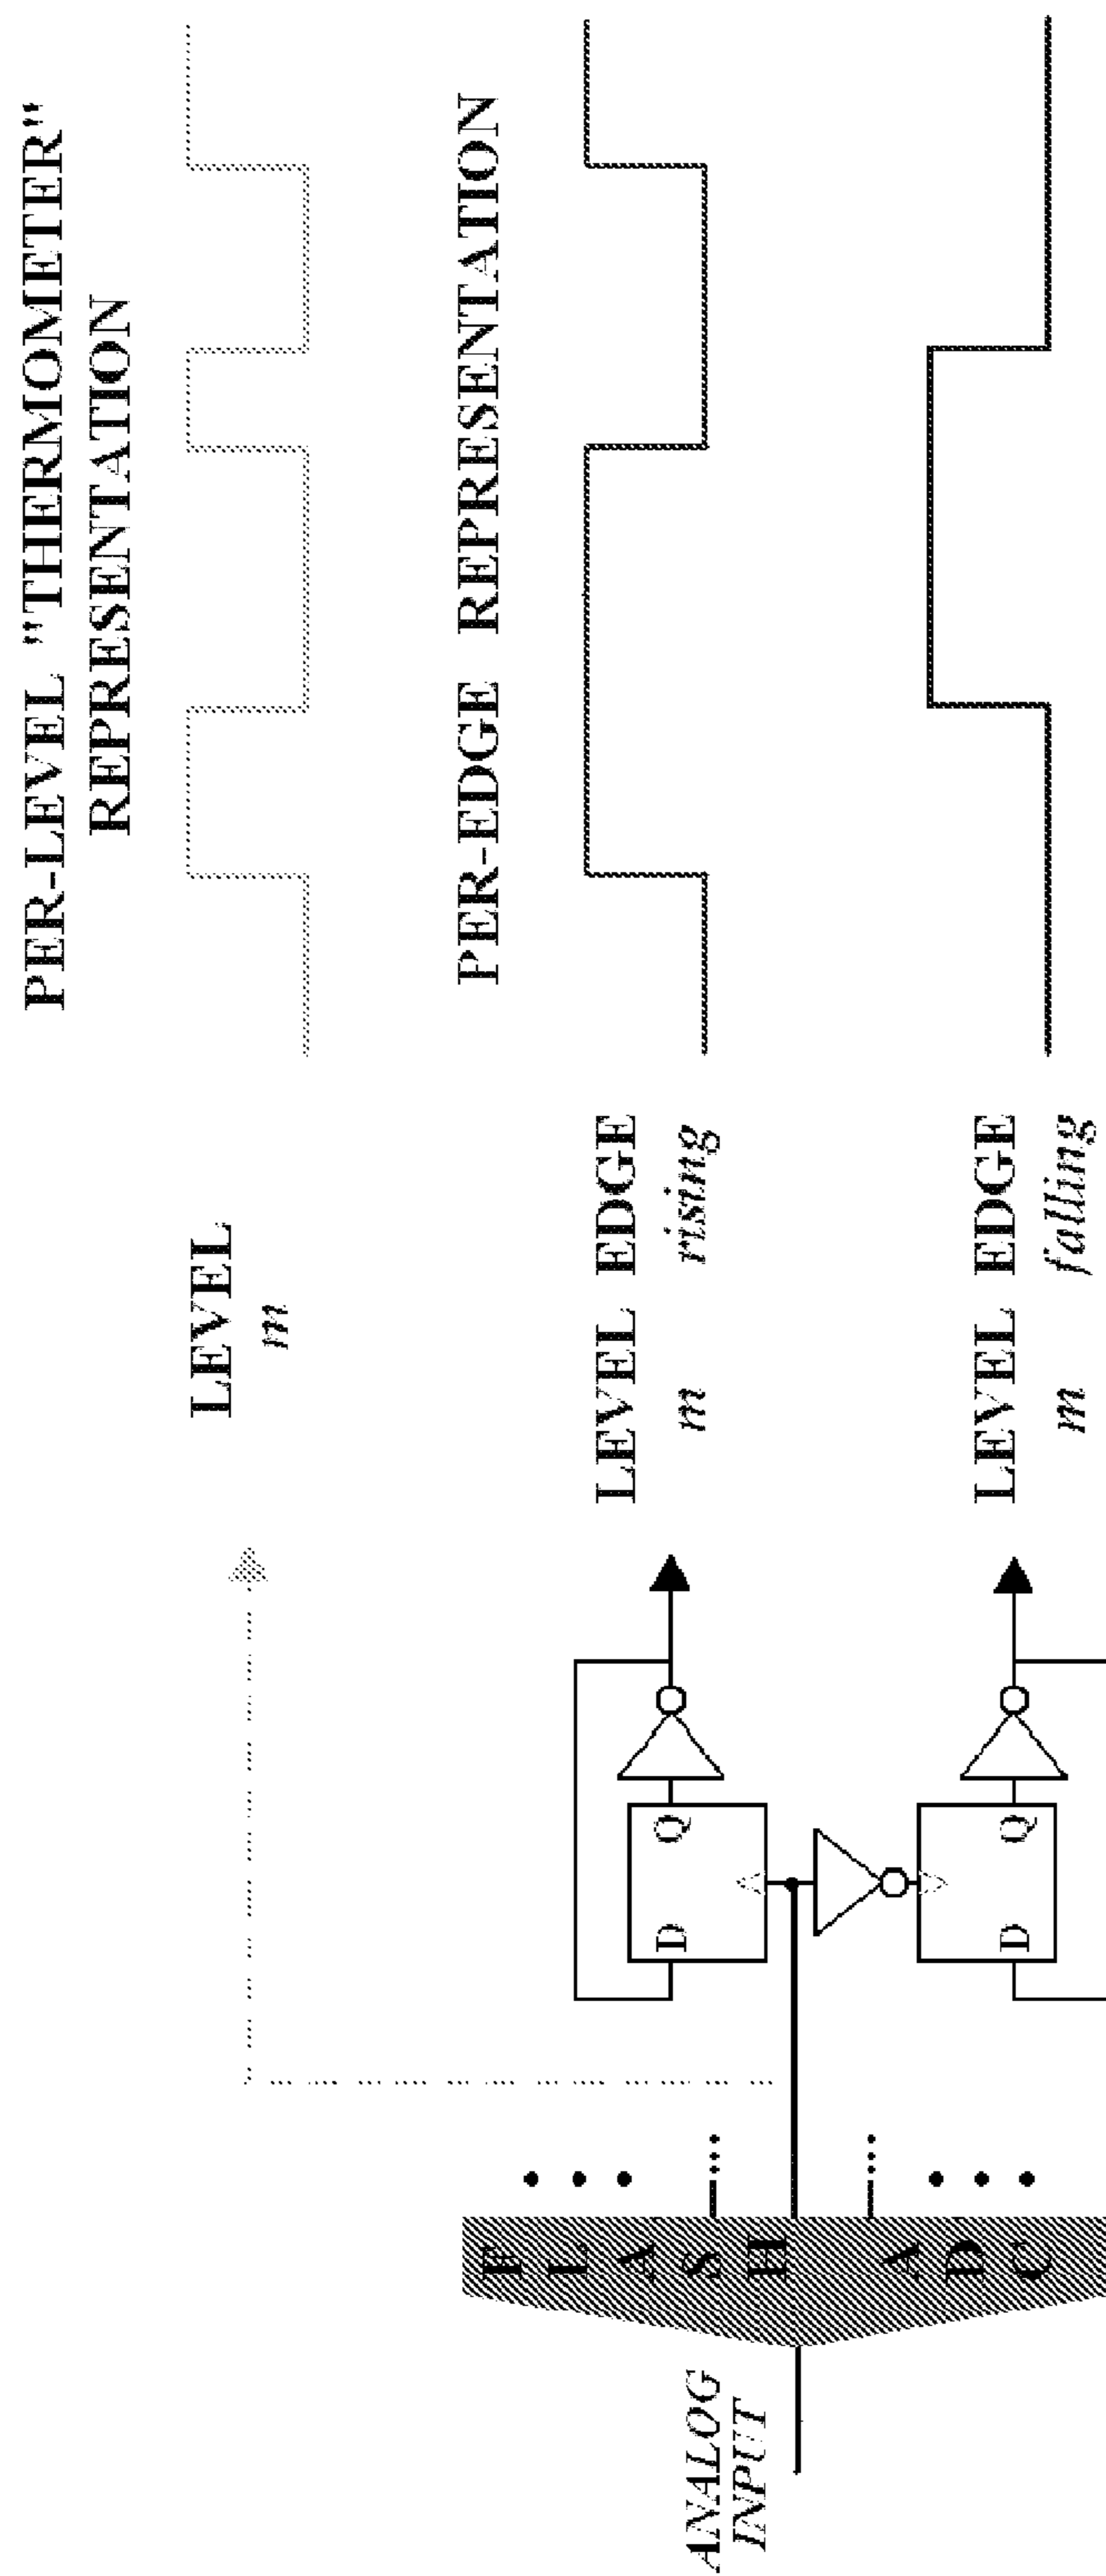 PER-LEVEL "THERMOMETER"
REPRESENTATION
LEVEL
m
PER-EDGE REPRESENTATION
LEVEL EDGE
m rising
LEVEL EDGE
m falling
D Q
D Q
FLASH ADC
ANALOG
INPUT